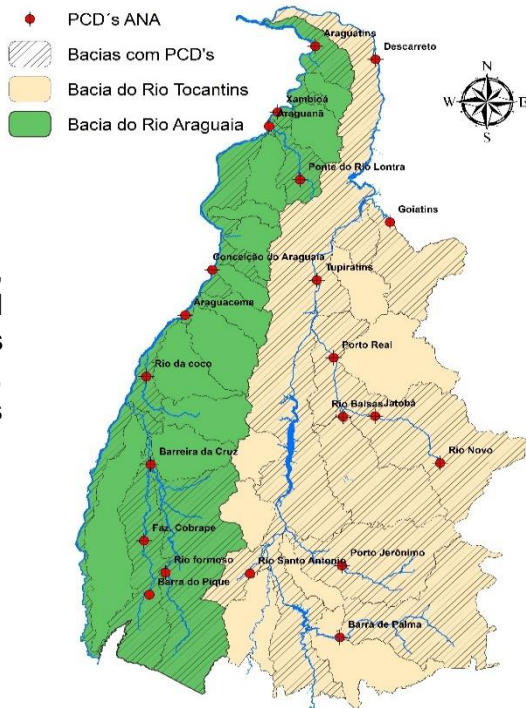 PCD´s ANA
Bacias com PCD's
Bacia do Rio Tocantins
Bacia do Rio Araguaia
N
W E
S
Araguatins
Descarreto
Xambioá
Araguanã
Ponte do Rio Lontra
Goiatins
Conceição do Araguaia
Tupiratins
Araguacema
Porto Real
Rio da coco
Rio Balsas
Jatobá
Barreira da Cruz
Rio Novo
Faz. Cobrape
Rio formoso
Rio Santo Antonio
Porto Jerônimo
Barra do Pique
Barra de Palma